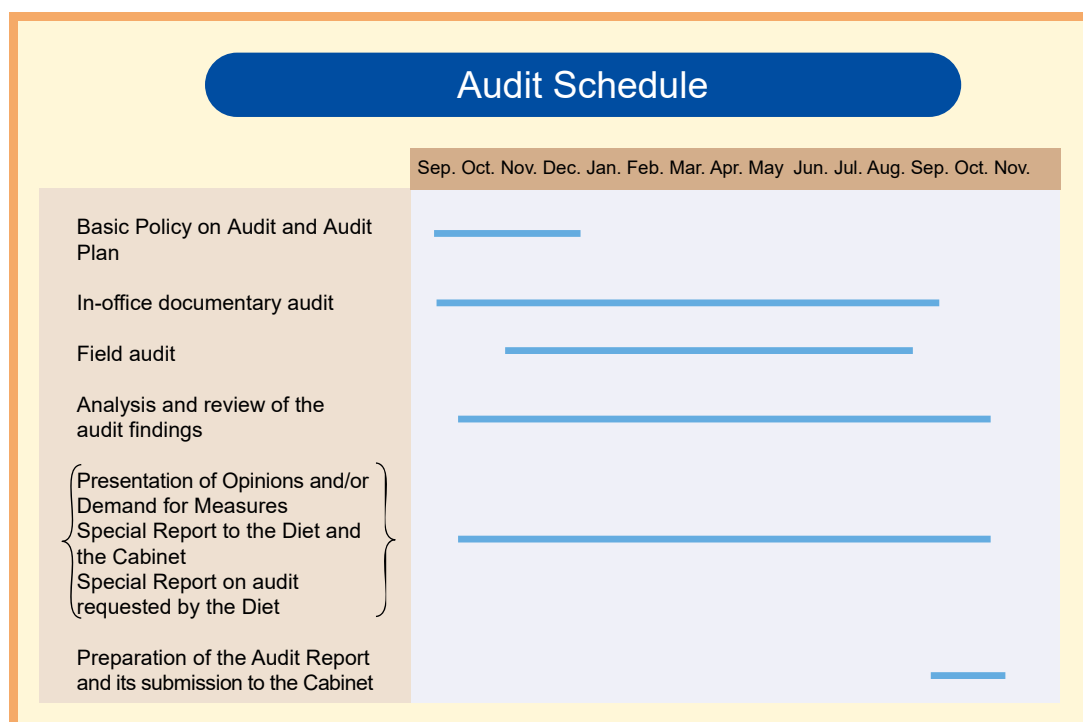 Audit Schedule
Sep. Oct. Nov. Dec. Jan. Feb. Mar. Apr. May Jun. Jul. Aug. Sep. Oct. Nov.
Basic Policy on Audit and Audit
Plan
In-office documentary audit
Field audit
Analysis and review of the
audit findings
Presentation of Opinions and/or
Demand for Measures
Special Report to the Diet and
the Cabinet
Special Report on audit
requested by the Diet
Preparation of the Audit Report
and its submission to the Cabinet